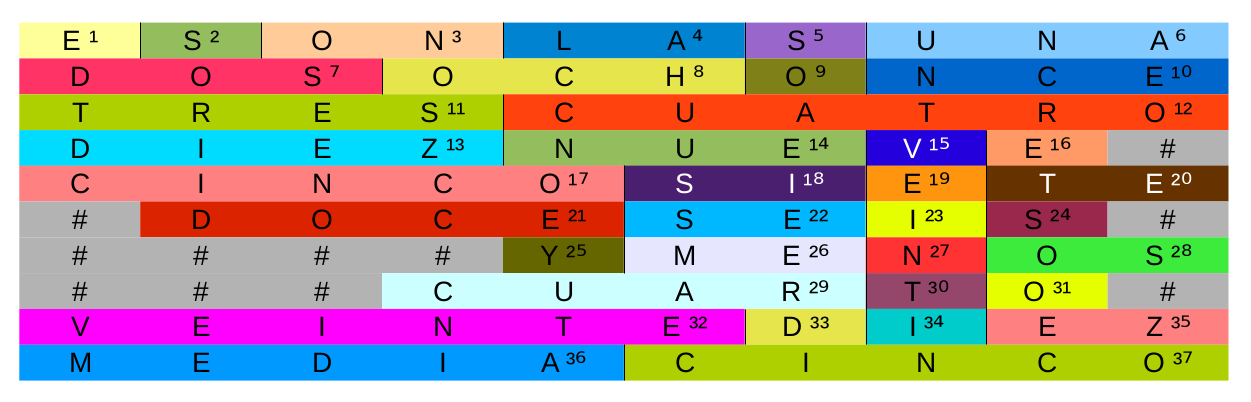 E ¹ S ² O N ³ L A ⁴ S ⁵ U N A ⁶
D O S ⁷ O C H ⁸ O ⁹ N C E ¹⁰
T R E S ¹¹ C U A T R O ¹²
D I E Z ¹³ N U E ¹⁴ V ¹⁵ E ¹⁶ #
C I N C O ¹⁷ S I ¹⁸ E ¹⁹ T E ²⁰
# D O C E ²¹ S E ²² I ²³ S ²⁴ #
# # # # Y ²⁵ M E ²⁶ N ²⁷ O S ²⁸
# # # C U A R ²⁹ T ³⁰ O ³¹ #
V E I N T E ³² D ³³ I ³⁴ E Z ³⁵
M E D I A ³⁶ C I N C O ³⁷